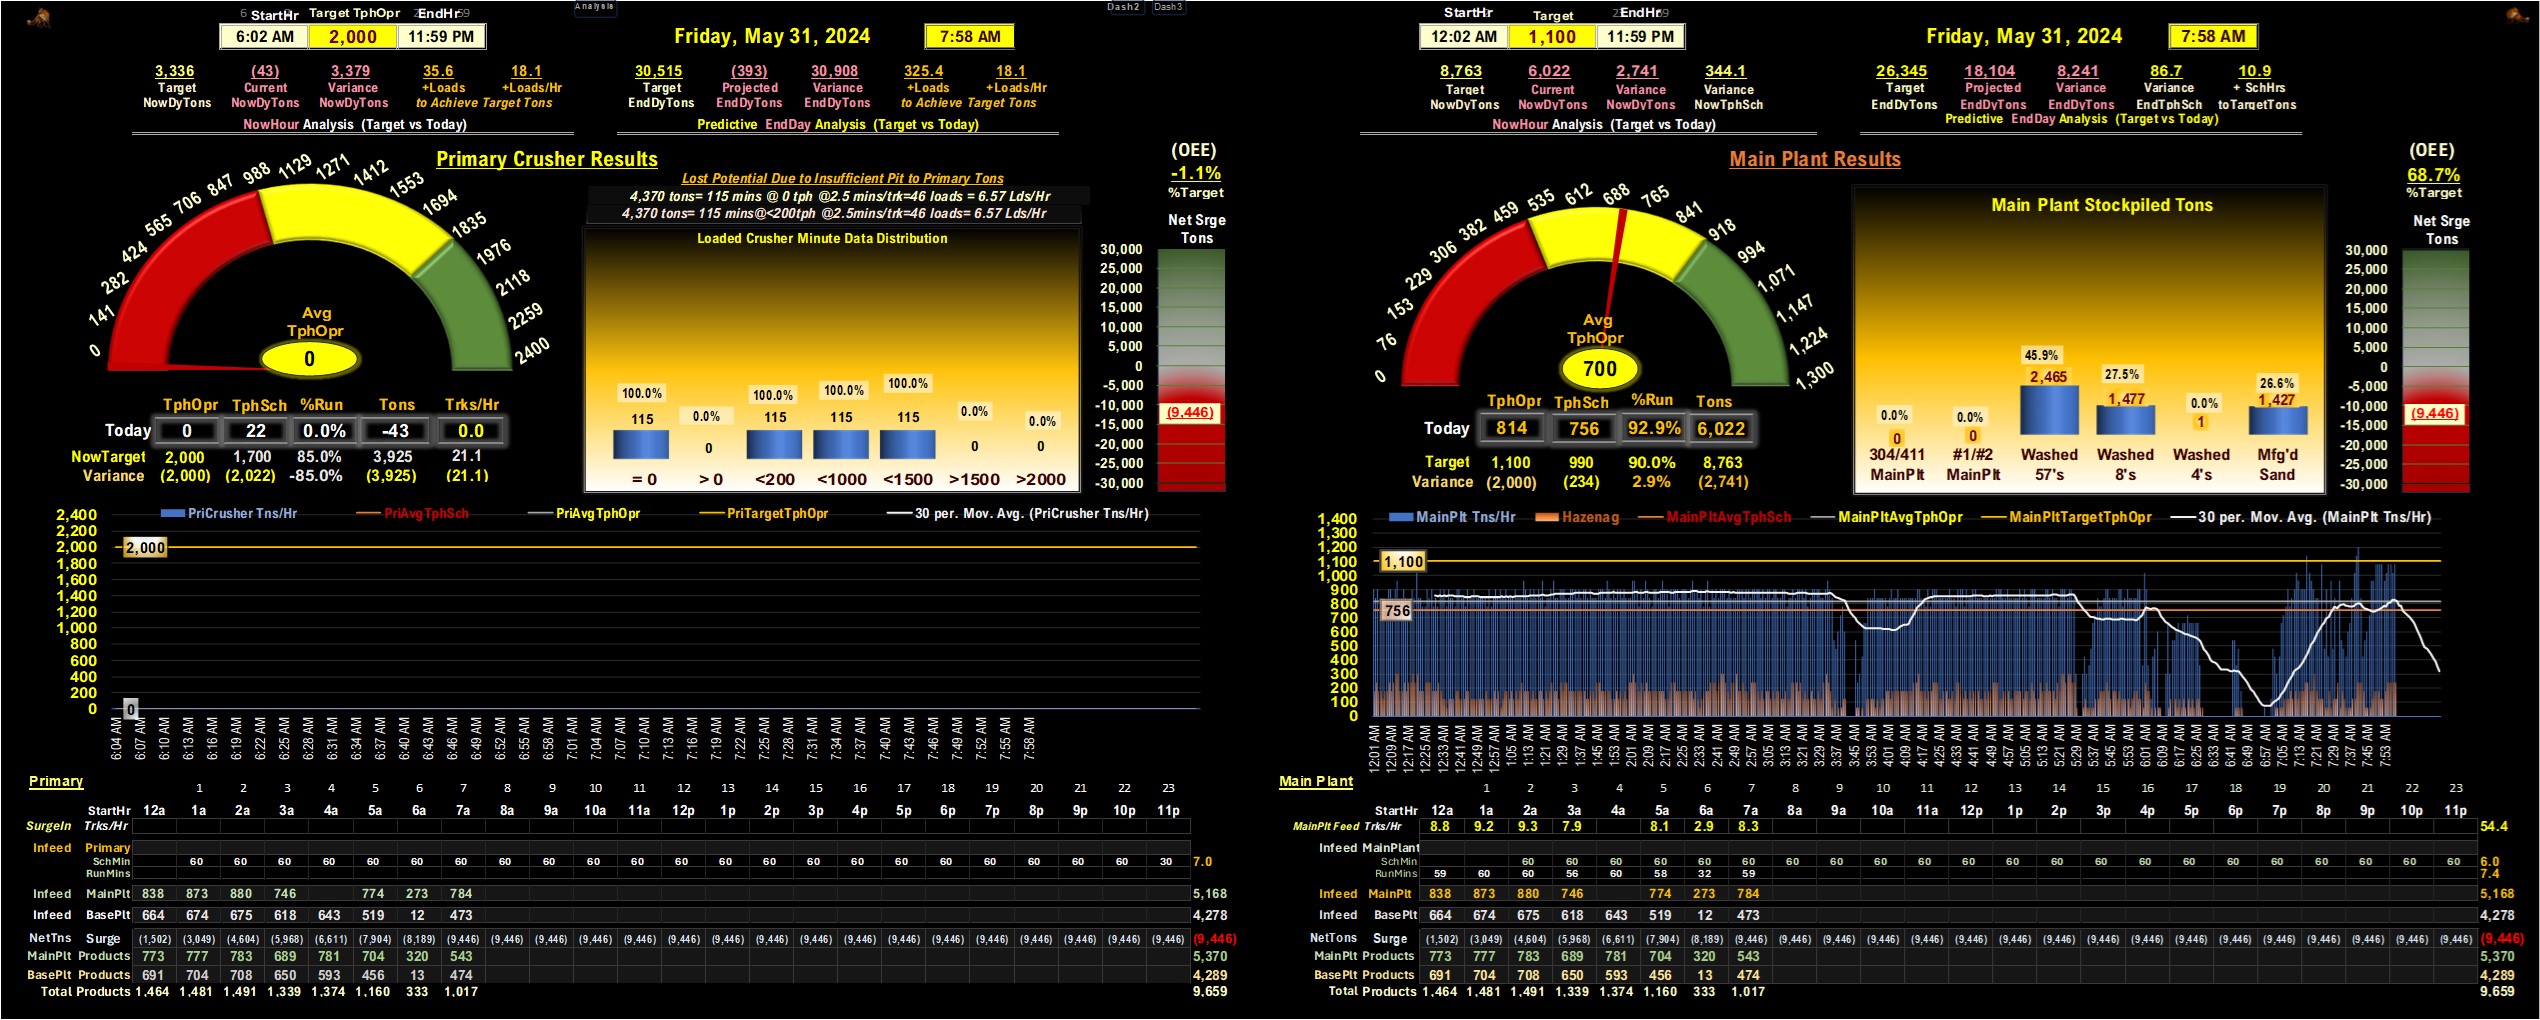 StartHr Target TphOpr EndHr
6:02 AM 2,000 11:59 PM
Analysis
Dash2 Dash3
Friday, May 31, 2024 7:58 AM
3,336 (43) 3,379 35.6 18.1
Target Current Variance +Loads +Loads/Hr
NowDyTons NowDyTons NowDyTons to Achieve Target Tons
NowHour Analysis (Target vs Today)
30,515 (393) 30,908 325.4 18.1
Target Projected Variance +Loads +Loads/Hr
EndDyTons EndDyTons EndDyTons to Achieve Target Tons
Predictive EndDay Analysis (Target vs Today)
Primary Crusher Results
Lost Potential Due to Insufficient Pit to Primary Tons
4,370 tons= 115 mins @ 0 tph @2.5 mins/trk=46 loads = 6.57 Lds/Hr
4,370 tons= 115 mins@<200tph @2.5mins/trk=46 loads= 6.57 Lds/Hr
(OEE)
-1.1%
%Target
Net Srge
Tons
0 141 282 424 565 706 847 988 1129 1271 1412 1553 1694 1835 1976 2118 2259 2400
Avg
TphOpr
0
Loaded Crusher Minute Data Distribution
100.0% 0.0% 100.0% 100.0% 100.0% 0.0% 0.0%
115 0 115 115 115 0 0
= 0 > 0 <200 <1000 <1500 >1500 >2000
30,000
25,000
20,000
15,000
10,000
5,000
0
-5,000
-10,000
(9,446)
-15,000
-20,000
-25,000
-30,000
TphOpr TphSch %Run Tons Trks/Hr
Today 0 22 0.0% -43 0.0
NowTarget 2,000 1,700 85.0% 3,925 21.1
Variance (2,000) (2,022) -85.0% (3,925) (21.1)
PriCrusher Tns/Hr PriAvgTphSch PriAvgTphOpr PriTargetTphOpr 30 per. Mov. Avg. (PriCrusher Tns/Hr)
2,400
2,200
2,000
1,800
1,600
1,400
1,200
1,000
800
600
400
200
0
2,000
0
6:04 AM 6:07 AM 6:10 AM 6:13 AM 6:16 AM 6:19 AM 6:22 AM 6:25 AM 6:28 AM 6:31 AM 6:34 AM 6:37 AM 6:40 AM 6:43 AM 6:46 AM 6:49 AM 6:52 AM 6:55 AM 6:58 AM 7:01 AM 7:04 AM 7:07 AM 7:10 AM 7:13 AM 7:16 AM 7:19 AM 7:22 AM 7:25 AM 7:28 AM 7:31 AM 7:34 AM 7:37 AM 7:40 AM 7:43 AM 7:46 AM 7:49 AM 7:52 AM 7:55 AM 7:58 AM
Primary
1 2 3 4 5 6 7 8 9 10 11 12 13 14 15 16 17 18 19 20 21 22 23
StartHr 12a 1a 2a 3a 4a 5a 6a 7a 8a 9a 10a 11a 12p 1p 2p 3p 4p 5p 6p 7p 8p 9p 10p 11p
SurgeIn Trks/Hr
Infeed Primary
SchMin 60 60 60 60 60 60 60 60 60 60 60 60 60 60 60 60 60 60 60 60 60 60 30 7.0
RunMins
Infeed MainPlt 838 873 880 746 774 273 784 5,168
Infeed BasePlt 664 674 675 618 643 519 12 473 4,278
NetTns Surge (1,502) (3,049) (4,604) (5,968) (6,611) (7,904) (8,189) (9,446) (9,446) (9,446) (9,446) (9,446) (9,446) (9,446) (9,446) (9,446) (9,446) (9,446) (9,446) (9,446) (9,446) (9,446) (9,446) (9,446) (9,446)
MainPlt Products 773 777 783 689 781 704 320 543 5,370
BasePlt Products 691 704 708 650 593 456 13 474 4,289
Total Products 1,464 1,481 1,491 1,339 1,374 1,160 333 1,017 9,659
StartHr Target EndHr
12:02 AM 1,100 11:59 PM
Friday, May 31, 2024 7:58 AM
8,763 6,022 2,741 344.1
Target Current Variance Variance
NowDyTons NowDyTons NowDyTons NowTphSch
NowHour Analysis (Target vs Today)
26,345 18,104 8,241 86.7 10.9
Target Projected Variance Variance + SchHrs
EndDyTons EndDyTons EndDyTons EndTphSch toTargetTons
Predictive EndDay Analysis (Target vs Today)
Main Plant Results
(OEE)
68.7%
%Target
Net Srge
Tons
0 76 153 229 306 382 459 535 612 688 765 841 918 994 1,071 1,147 1,224 1,300
Avg
TphOpr
700
Main Plant Stockpiled Tons
0.0% 0.0% 45.9% 27.5% 0.0% 26.6%
0 0 2,465 1,477 1 1,427
304/411 #1/#2 Washed Washed Washed Mfg'd
MainPlt MainPlt 57's 8's 4's Sand
30,000
25,000
20,000
15,000
10,000
5,000
0
-5,000
-10,000
(9,446)
-15,000
-20,000
-25,000
-30,000
TphOpr TphSch %Run Tons
Today 814 756 92.9% 6,022
Target 1,100 990 90.0% 8,763
Variance (2,000) (234) 2.9% (2,741)
MainPlt Tns/Hr Hazenag MainPltAvgTphSch MainPltAvgTphOpr MainPltTargetTphOpr 30 per. Mov. Avg. (MainPlt Tns/Hr)
1,400
1,300
1,200
1,100
1,000
900
800
700
600
500
400
300
200
100
0
1,100
756
12:01 AM 12:09 AM 12:17 AM 12:25 AM 12:33 AM 12:41 AM 12:49 AM 12:57 AM 1:05 AM 1:13 AM 1:21 AM 1:29 AM 1:37 AM 1:45 AM 1:53 AM 2:01 AM 2:09 AM 2:17 AM 2:25 AM 2:33 AM 2:41 AM 2:49 AM 2:57 AM 3:05 AM 3:13 AM 3:21 AM 3:29 AM 3:37 AM 3:45 AM 3:53 AM 4:01 AM 4:09 AM 4:17 AM 4:25 AM 4:33 AM 4:41 AM 4:49 AM 4:57 AM 5:05 AM 5:13 AM 5:21 AM 5:29 AM 5:37 AM 5:45 AM 5:53 AM 6:01 AM 6:09 AM 6:17 AM 6:25 AM 6:33 AM 6:41 AM 6:49 AM 6:57 AM 7:05 AM 7:13 AM 7:21 AM 7:29 AM 7:37 AM 7:45 AM 7:53 AM
Main Plant
1 2 3 4 5 6 7 8 9 10 11 12 13 14 15 16 17 18 19 20 21 22 23
StartHr 12a 1a 2a 3a 4a 5a 6a 7a 8a 9a 10a 11a 12p 1p 2p 3p 4p 5p 6p 7p 8p 9p 10p 11p
MainPlt Feed Trks/Hr 8.8 9.2 9.3 7.9 8.1 2.9 8.3 54.4
Infeed MainPlant
SchMin 60 60 60 60 60 60 60 60 60 60 60 60 60 60 60 60 60 60 60 60 60 60 6.0
RunMins 59 60 60 56 60 58 32 59 7.4
Infeed MainPlt 838 873 880 746 774 273 784 5,168
Infeed BasePlt 664 674 675 618 643 519 12 473 4,278
NetTons Surge (1,502) (3,049) (4,604) (5,968) (6,611) (7,904) (8,189) (9,446) (9,446) (9,446) (9,446) (9,446) (9,446) (9,446) (9,446) (9,446) (9,446) (9,446) (9,446) (9,446) (9,446) (9,446) (9,446) (9,446) (9,446)
MainPlt Products 773 777 783 689 781 704 320 543 5,370
BasePlt Products 691 704 708 650 593 456 13 474 4,289
Total Products 1,464 1,481 1,491 1,339 1,374 1,160 333 1,017 9,659